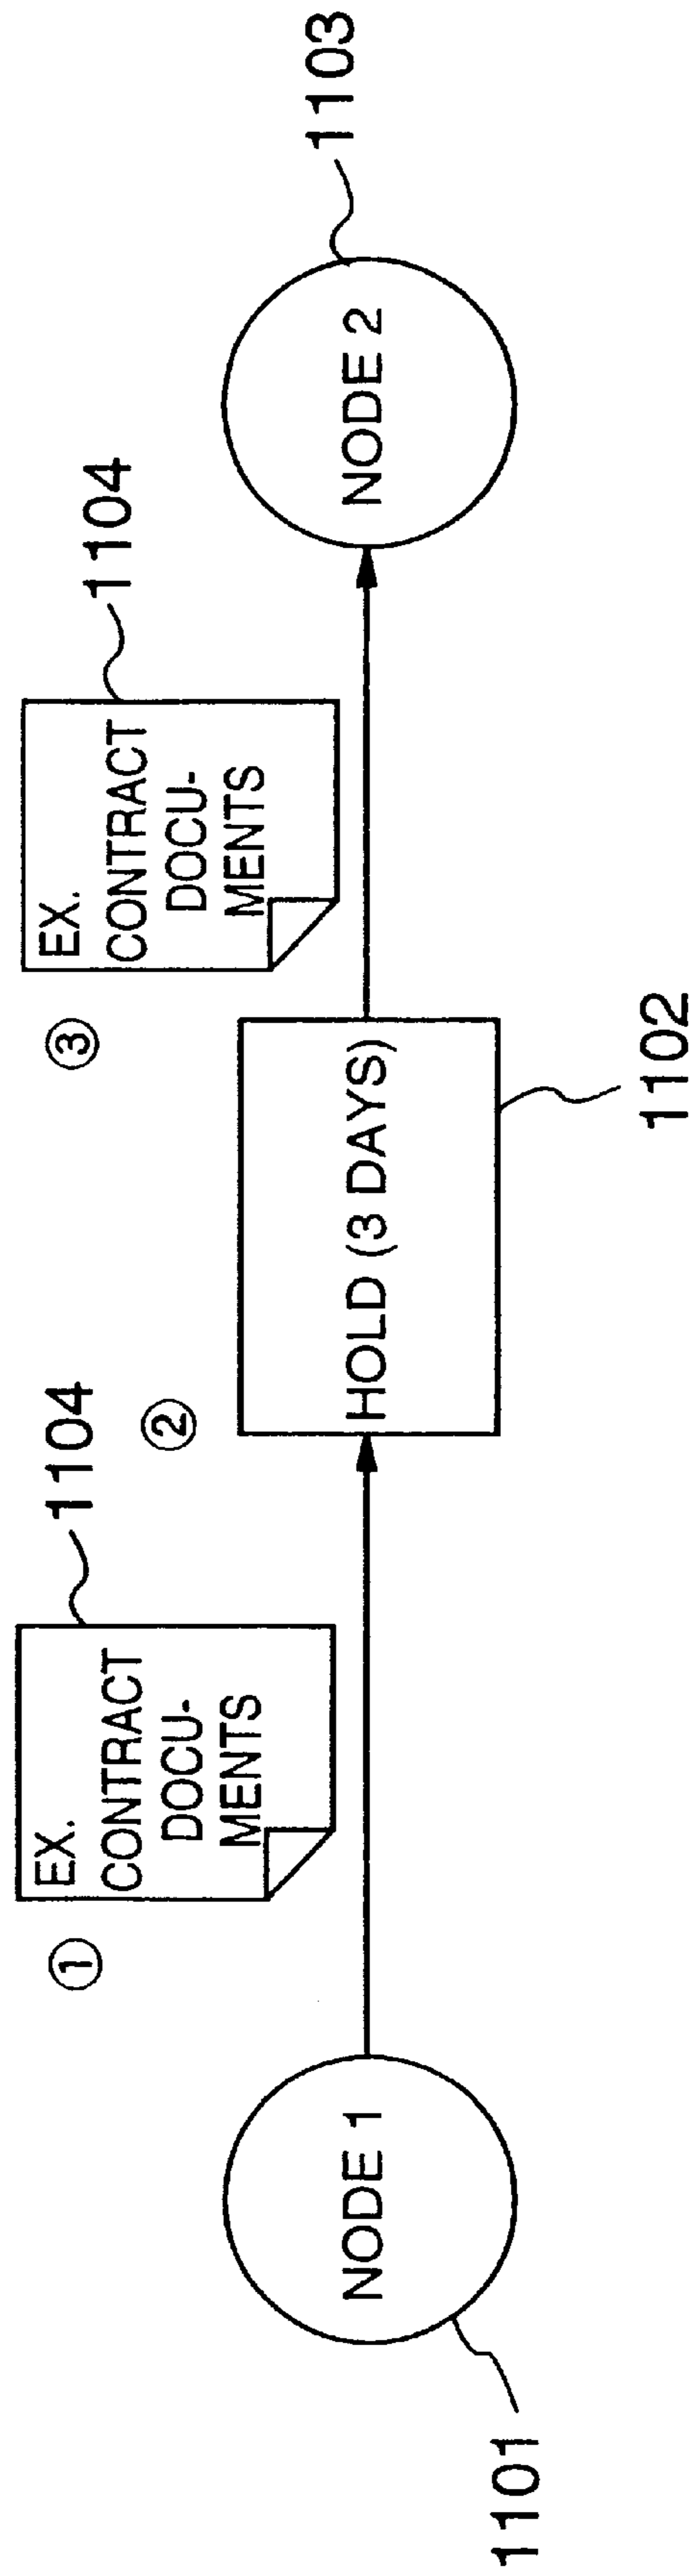 ①
EX.
CONTRACT
DOCU-
MENTS
1104
②
③
EX.
CONTRACT
DOCU-
MENTS
1104
1103
NODE 1
HOLD (3 DAYS)
NODE 2
1101
1102